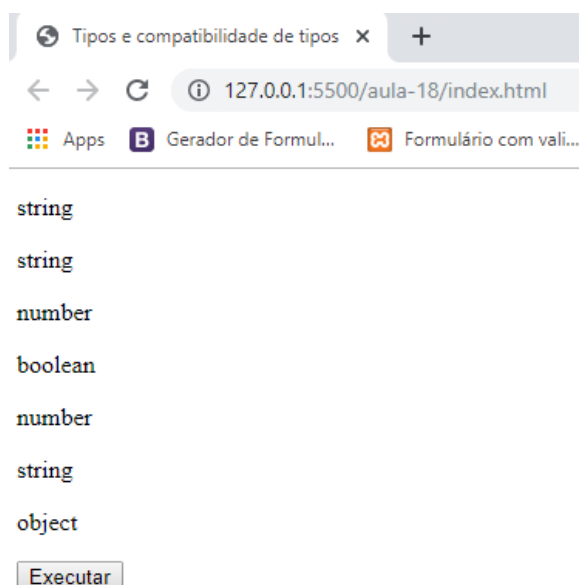 Tipos e compatibilidade de tipos
127.0.0.1:5500/aula-18/index.html
Apps Gerador de Formul... Formulário com vali...
string
string
number
boolean
number
string
object
Executar